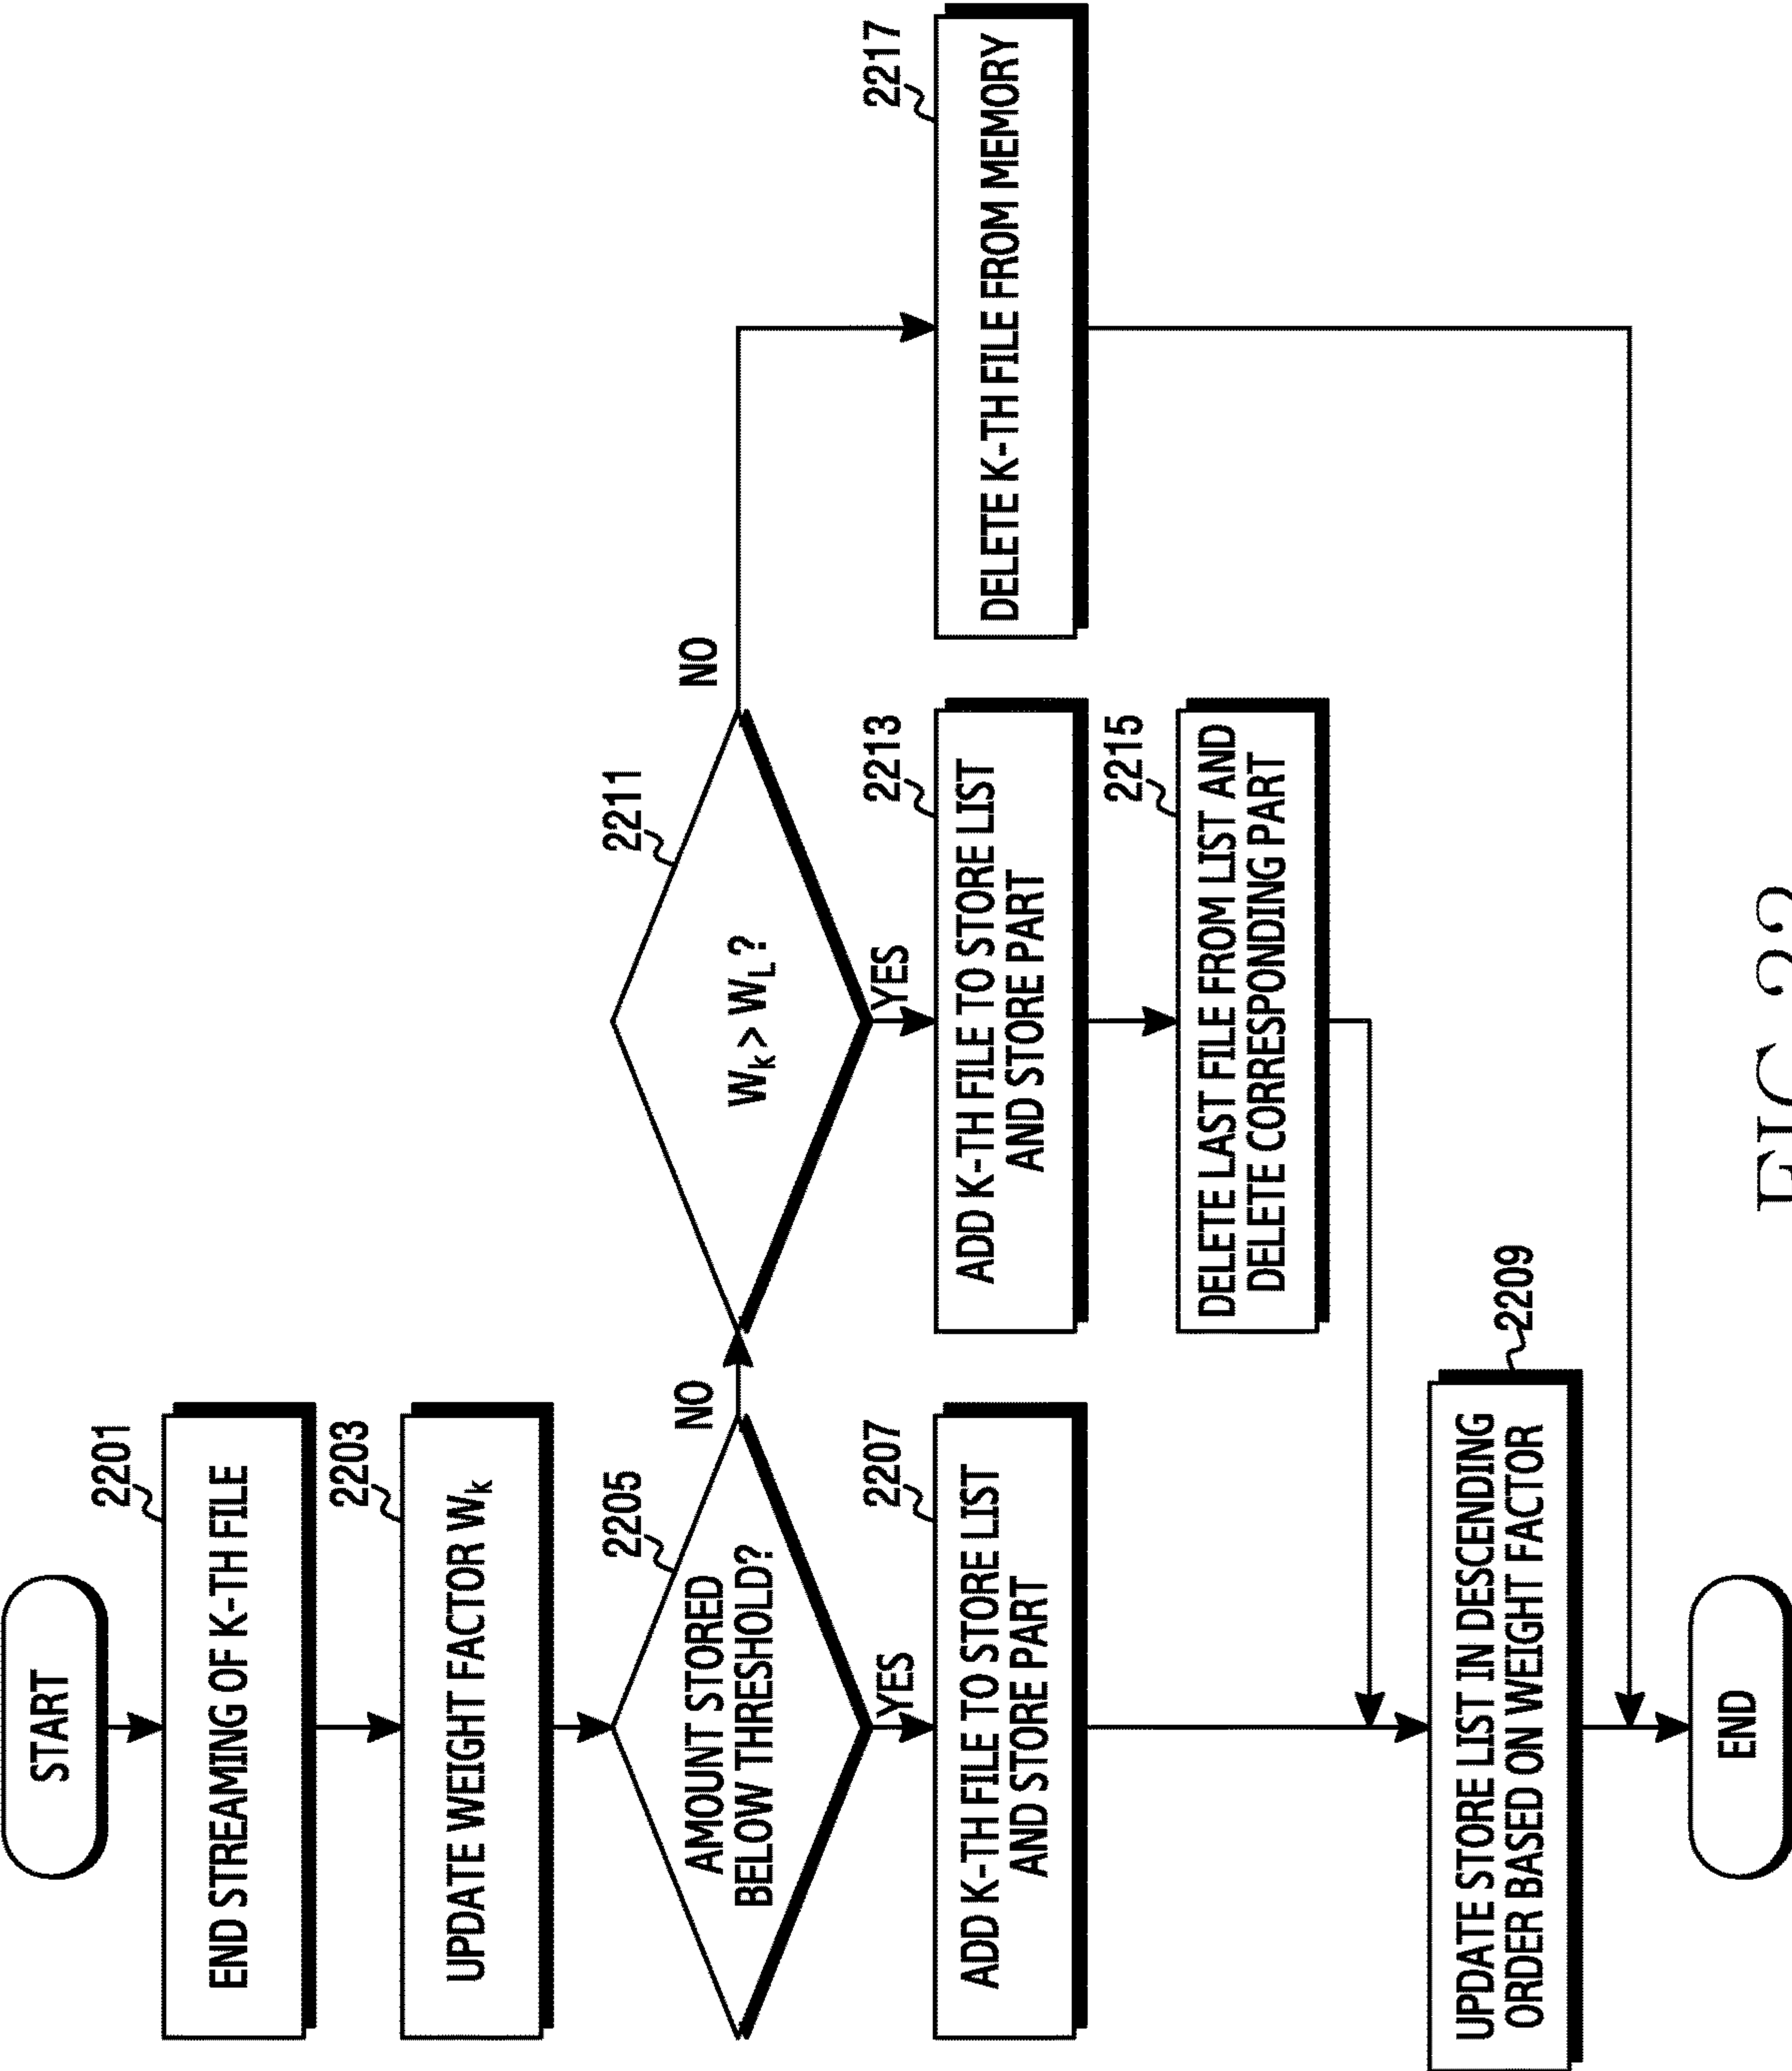 START
2201
END STREAMING OF K-TH FILE
2203
UPDATE WEIGHT FACTOR Wk
2205
AMOUNT STORED
BELOW THRESHOLD?
NO
YES
2211
Wk > WL?
NO
YES
2207
ADD K-TH FILE TO STORE LIST
AND STORE PART
2213
ADD K-TH FILE TO STORE LIST
AND STORE PART
2217
DELETE K-TH FILE FROM MEMORY
2215
DELETE LAST FILE FROM LIST AND
DELETE CORRESPONDING PART
2209
UPDATE STORE LIST IN DESCENDING
ORDER BASED ON WEIGHT FACTOR
END